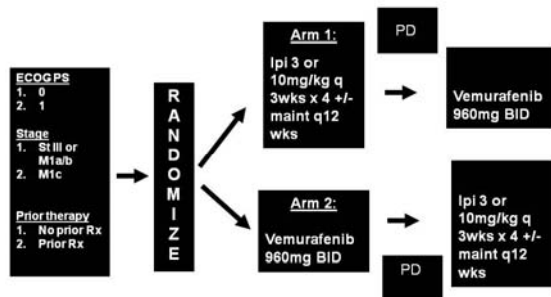 ECOG PS
1. 0
2. 1
Stage
1. St III or
M1a/b
2. M1c
Prior therapy
1. No prior Rx
2. Prior Rx
R
A
N
D
O
M
I
Z
E
Arm 1:
Ipi 3 or
10mg/kg q
3wks x 4 +/-
maint q12
wks
PD
Vemurafenib
960mg BID
Arm 2:
Vemurafenib
960mg BID
PD
Ipi 3 or
10mg/kg q
3wks x 4 +/-
maint q12
wks